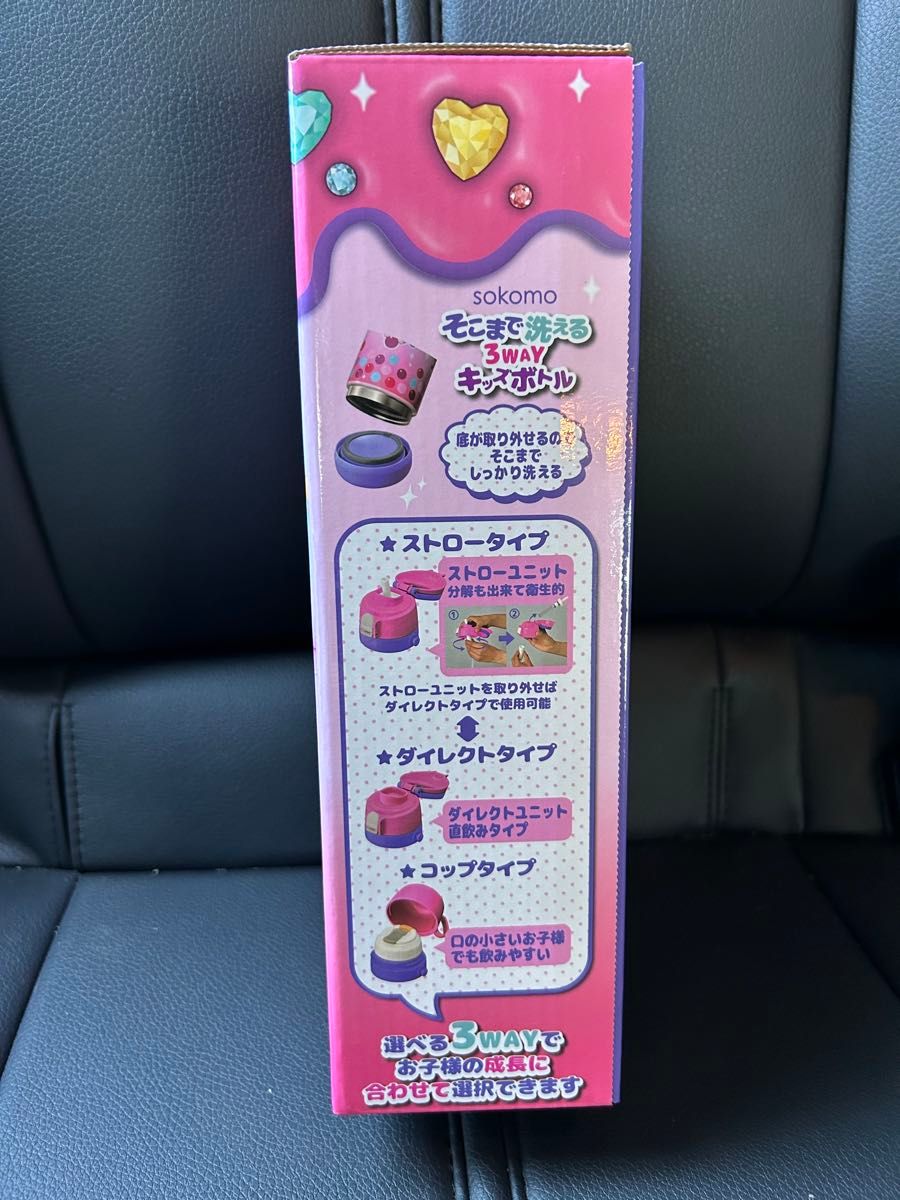 sokomo
そこまで洗える
3WAY
キッズボトル
底が取り外せるので
そこまで
しっかり洗える
★ストロータイプ
ストローユニット
分解も出来て衛生的
① ②
ストローユニットを取り外せば
ダイレクトタイプで使用可能
★ダイレクトタイプ
ダイレクトユニット
直飲みタイプ
★コップタイプ
口の小さいお子様
でも飲みやすい
選べる3WAYで
お子様の成長に
合わせて選択できます